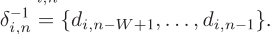 i,n
δ_{i,n}^{-1} = {d_{i,n-W+1}, …, d_{i,n-1}}.